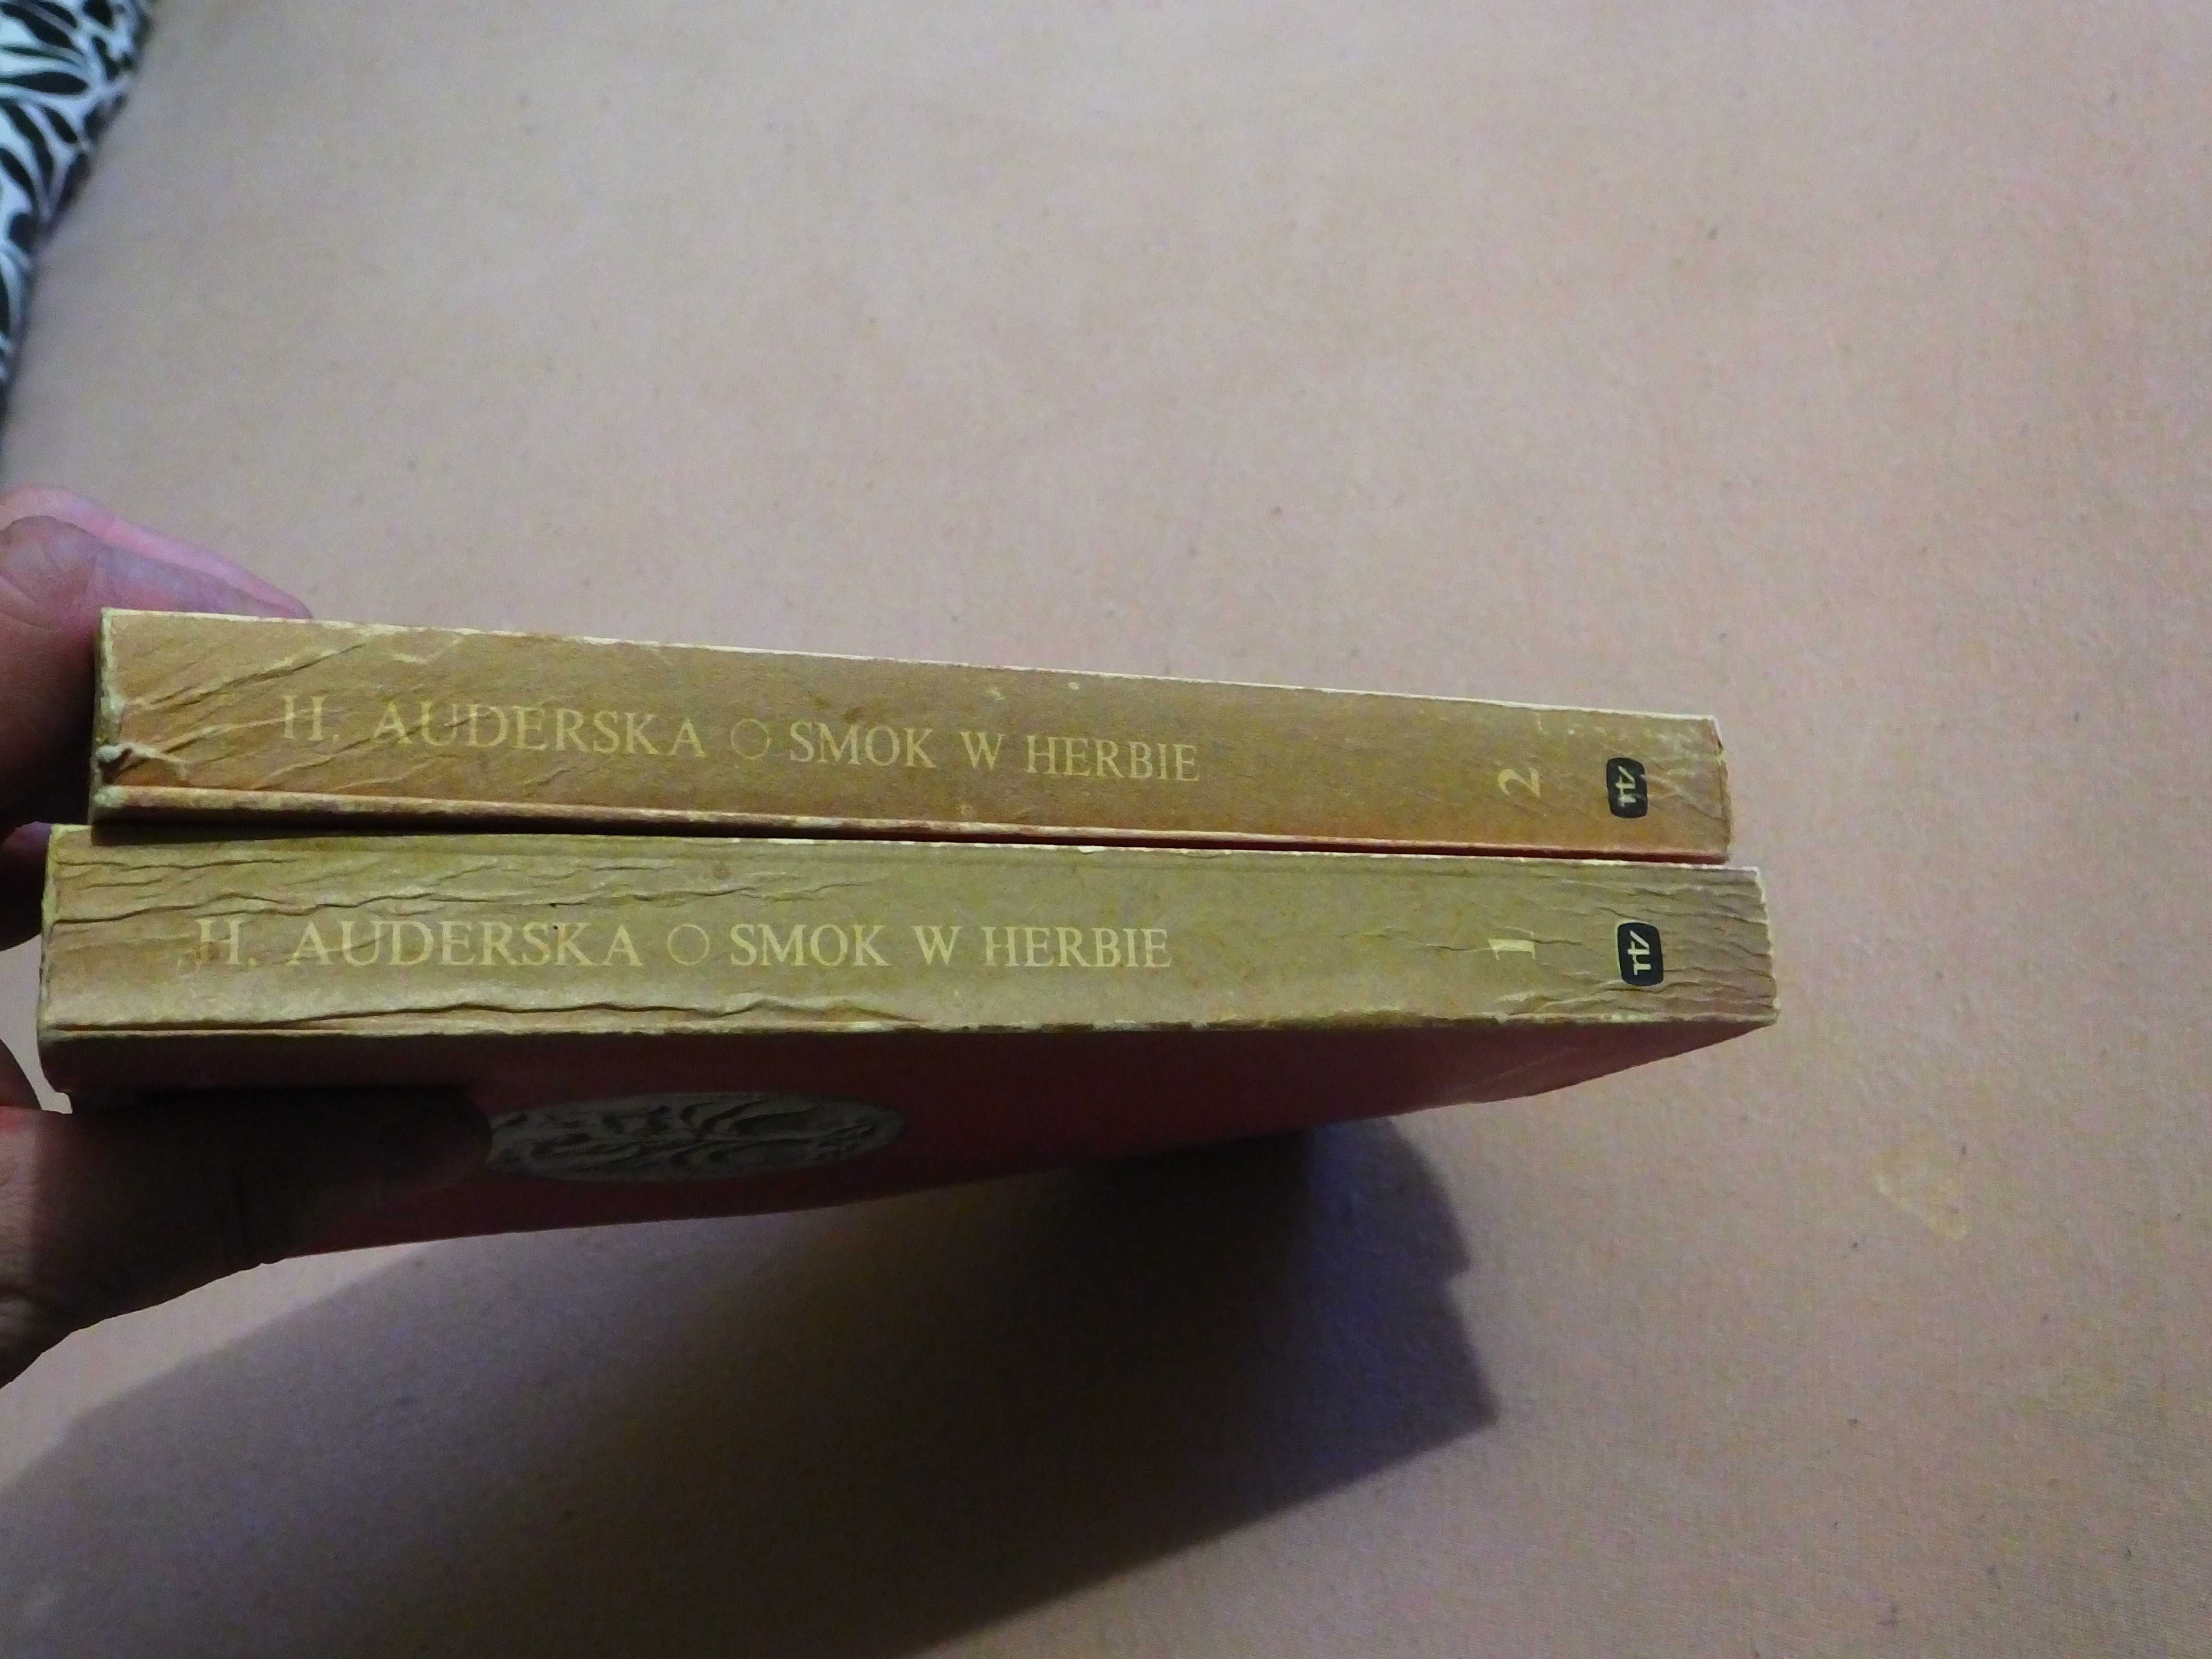 H. AUDERSKA ○ SMOK W HERBIE 2
H. AUDERSKA ○ SMOK W HERBIE 1